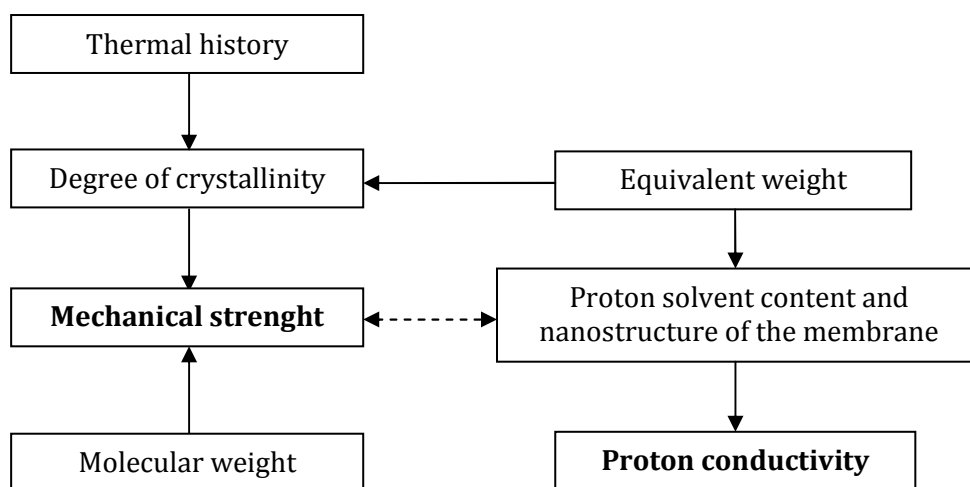 Thermal history
Degree of crystallinity
Equivalent weight
Mechanical strenght
Proton solvent content and
nanostructure of the membrane
Molecular weight
Proton conductivity